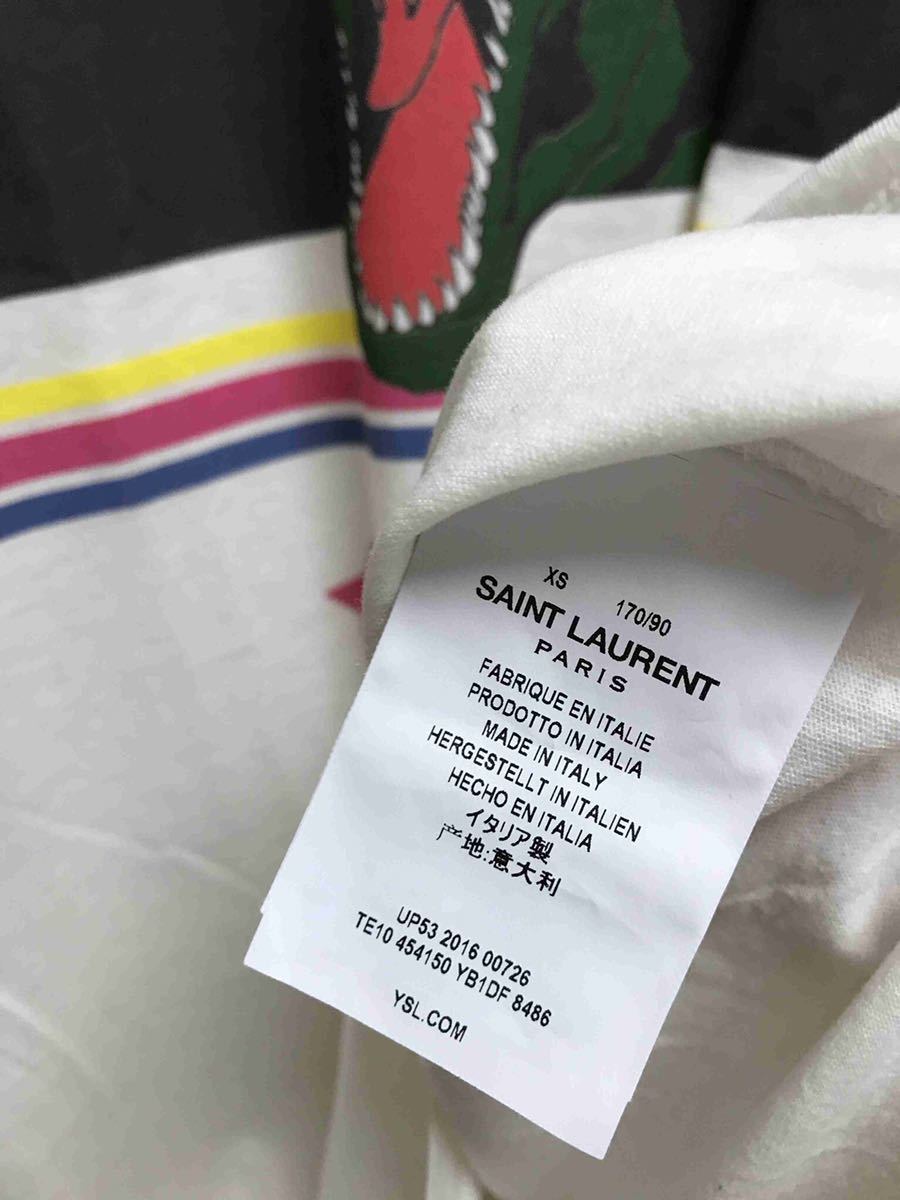 XS 170/90
SAINT LAURENT
PARIS
FABRIQUE EN ITALIE
PRODOTTO IN ITALIA
MADE IN ITALY
HERGESTELLT IN ITALIEN
HECHO EN ITALIA
イタリア製
产地:意大利
UP53 2016 00726
TE10 454150 YB1DF 8486
YSL.COM